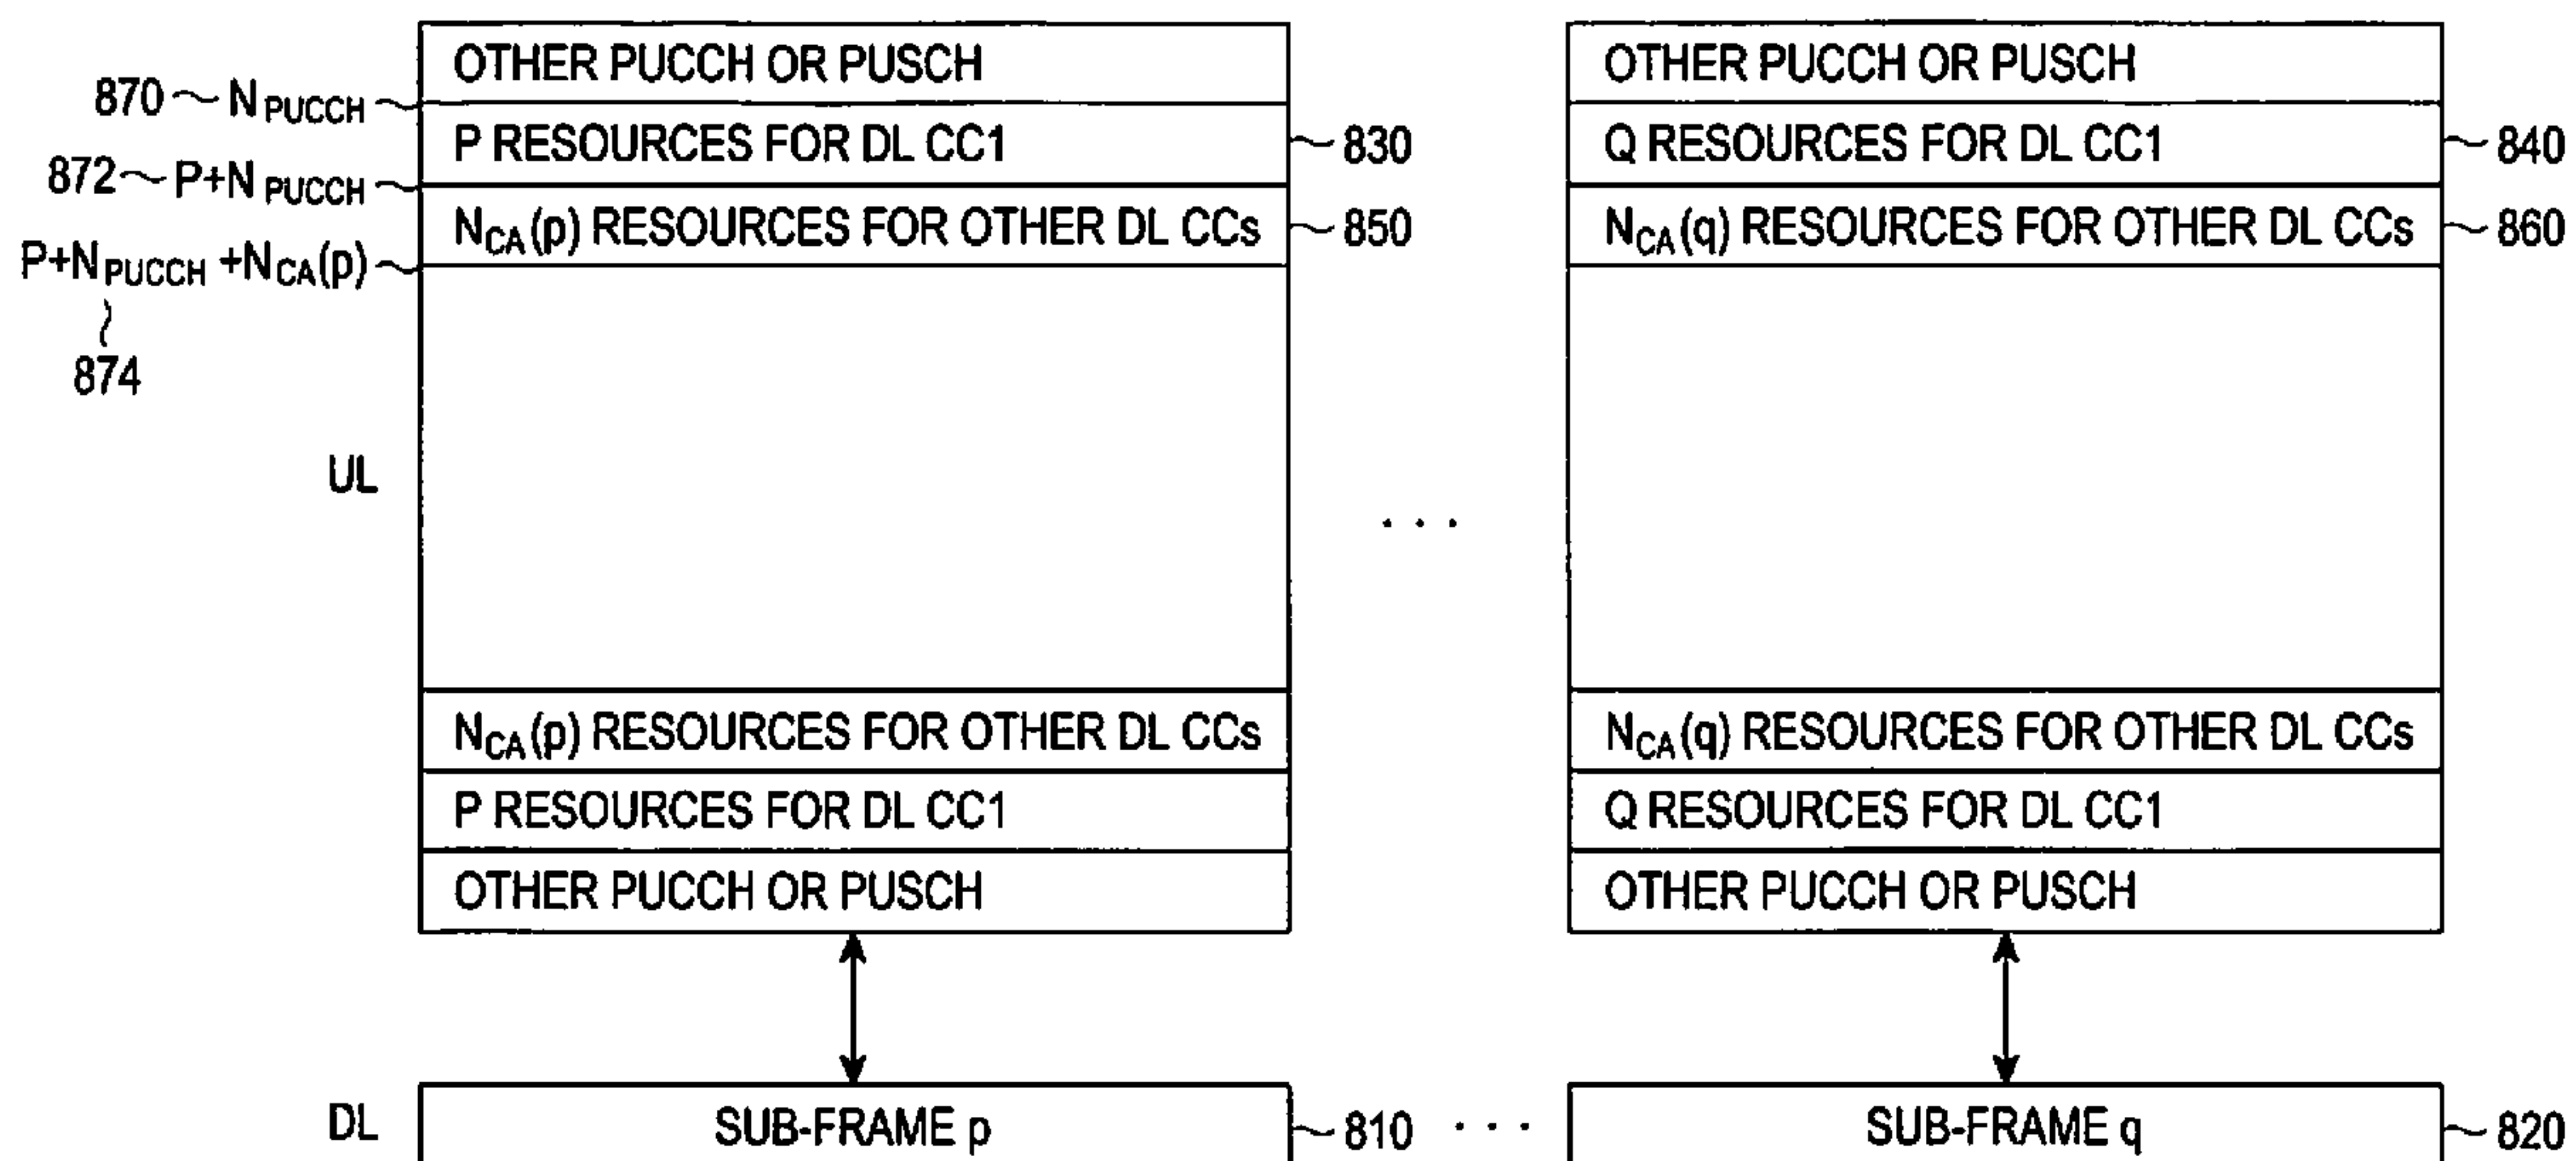 OTHER PUCCH OR PUSCH
OTHER PUCCH OR PUSCH
870 ~ N PUCCH
P RESOURCES FOR DL CC1
830
Q RESOURCES FOR DL CC1
840
872 ~ P+N PUCCH
N CA (p) RESOURCES FOR OTHER DL CCs
850
N CA (q) RESOURCES FOR OTHER DL CCs
860
P+N PUCCH +N CA (p)
874
UL
. . .
N CA (p) RESOURCES FOR OTHER DL CCs
N CA (q) RESOURCES FOR OTHER DL CCs
P RESOURCES FOR DL CC1
Q RESOURCES FOR DL CC1
OTHER PUCCH OR PUSCH
OTHER PUCCH OR PUSCH
DL
SUB-FRAME p
810
. . .
SUB-FRAME q
820